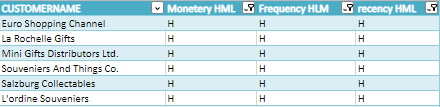 CUSTOMERNAME Monetery HML Frequency HLM recency HML
Euro Shopping Channel H H H
La Rochelle Gifts H H H
Mini Gifts Distributors Ltd. H H H
Souveniers And Things Co. H H H
Salzburg Collectables H H H
L'ordine Souveniers H H H